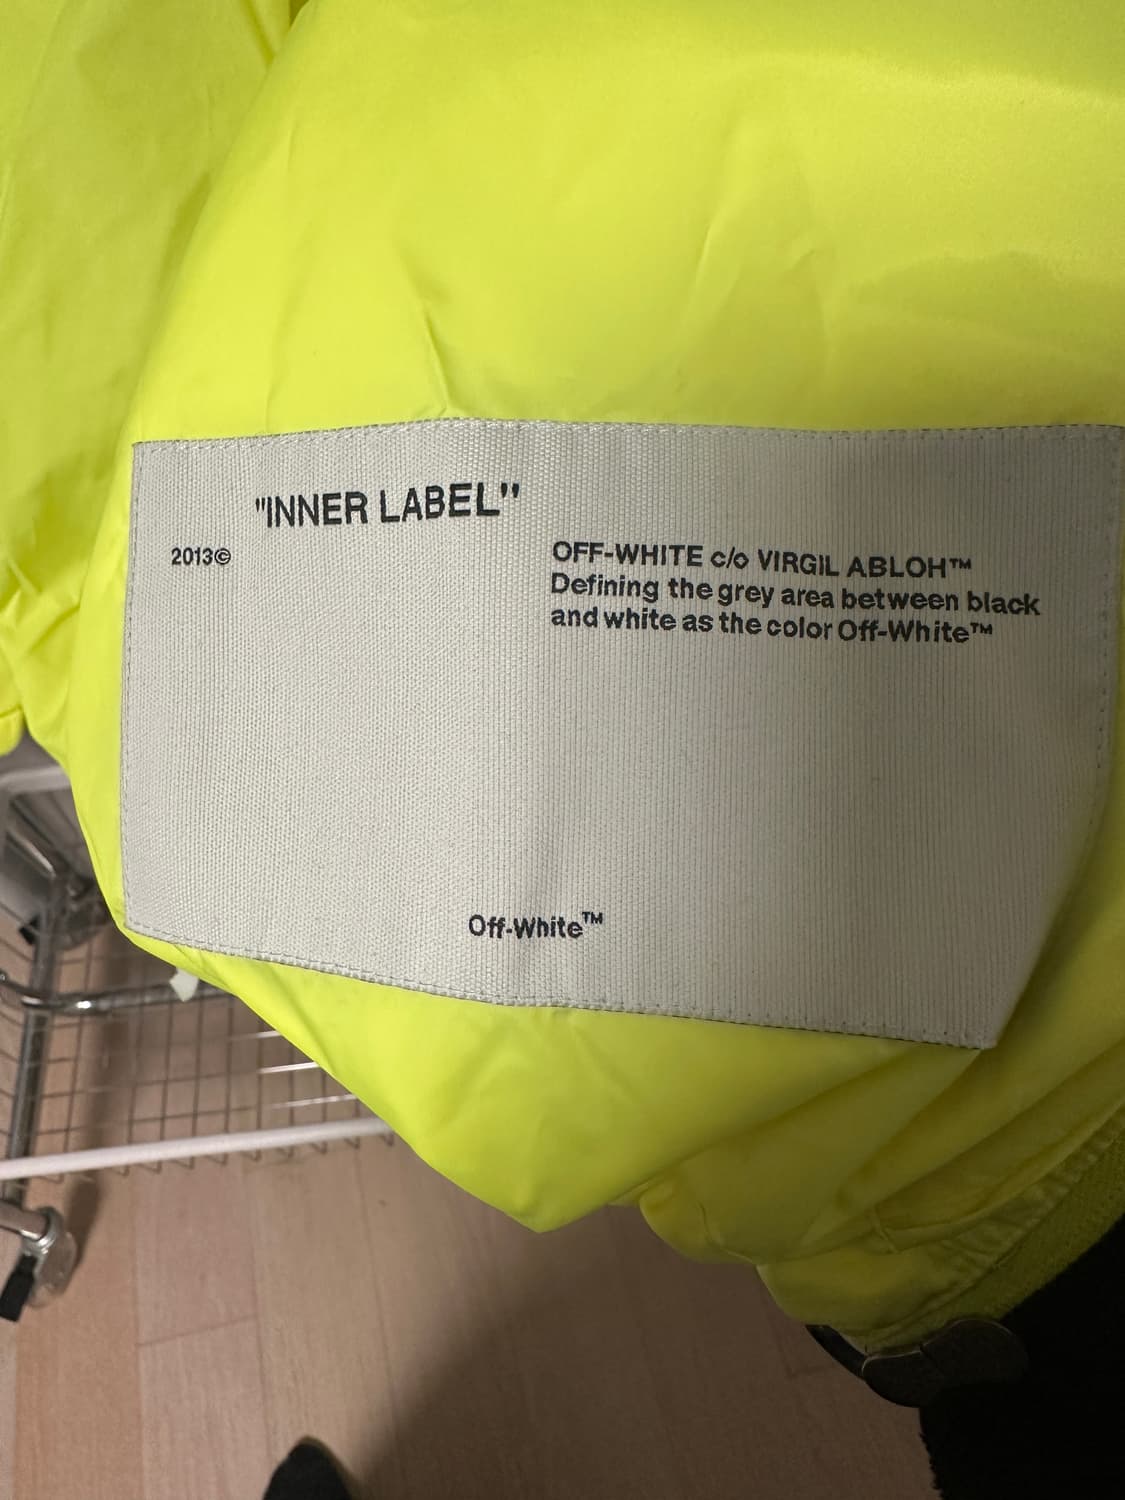 "INNER LABEL"
2013©
OFF-WHITE c/o VIRGIL ABLOH™
Defining the grey area between black
and white as the color Off-White™
Off-White™